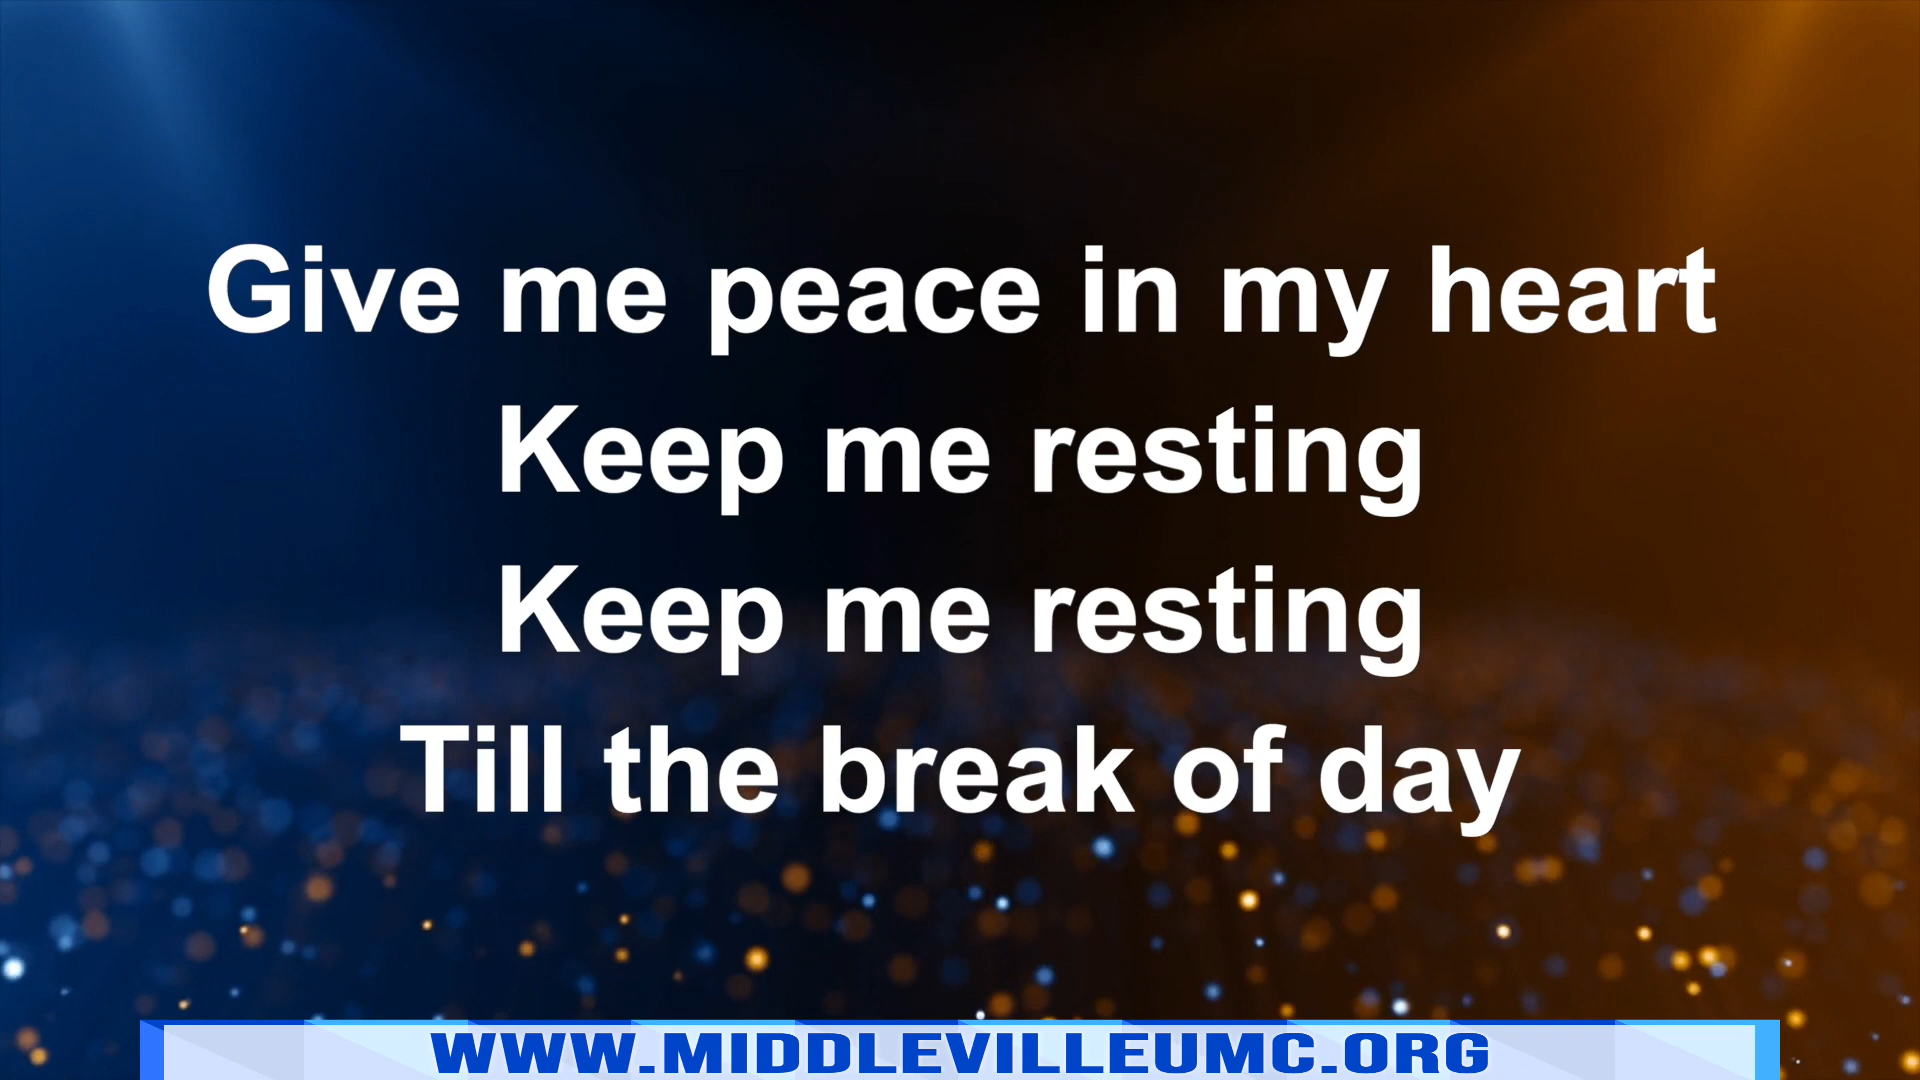 Give me peace in my heart
Keep me resting
Keep me resting
Till the break of day
WWW.MIDDLEVILLEUMC.ORG